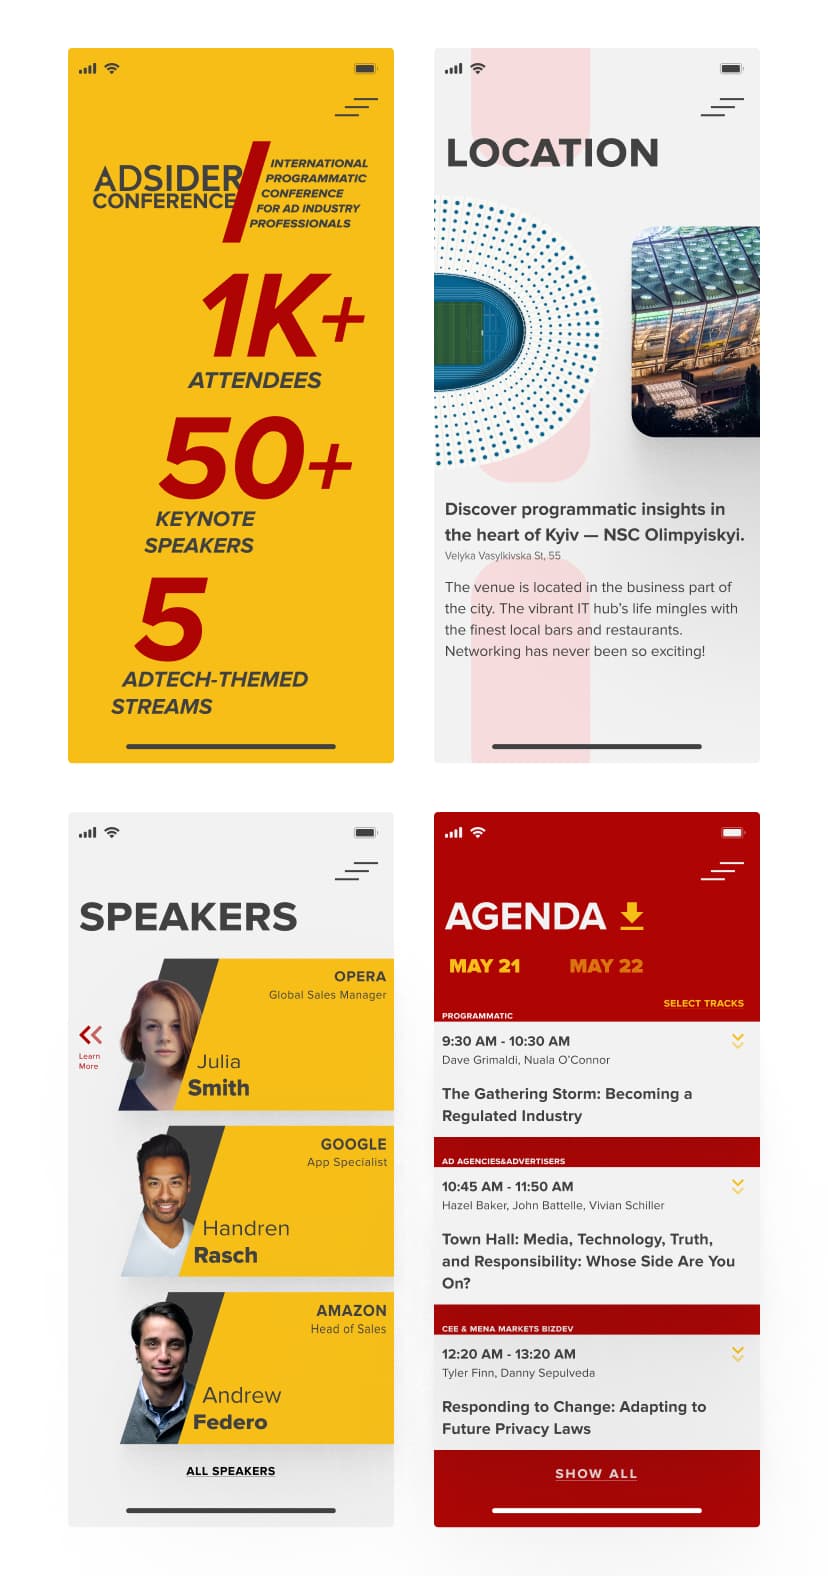 ADSIDER
CONFERENCE
INTERNATIONAL
PROGRAMMATIC
CONFERENCE
FOR AD INDUSTRY
PROFESSIONALS
1K+
ATTENDEES
50+
KEYNOTE
SPEAKERS
5
ADTECH-THEMED
STREAMS
LOCATION
Discover programmatic insights in
the heart of Kyiv — NSC Olimpyiskyi.
Velyka Vasylkivska St, 55
The venue is located in the business part of
the city. The vibrant IT hub’s life mingles with
the finest local bars and restaurants.
Networking has never been so exciting!
SPEAKERS
OPERA
Global Sales Manager
Learn
More
Julia
Smith
GOOGLE
App Specialist
Handren
Rasch
AMAZON
Head of Sales
Andrew
Federo
ALL SPEAKERS
AGENDA
MAY 21 MAY 22
SELECT TRACKS
PROGRAMMATIC
9:30 AM - 10:30 AM
Dave Grimaldi, Nuala O’Connor
The Gathering Storm: Becoming a
Regulated Industry
AD AGENCIES&ADVERTISERS
10:45 AM - 11:50 AM
Hazel Baker, John Battelle, Vivian Schiller
Town Hall: Media, Technology, Truth,
and Responsibility: Whose Side Are You
On?
CEE & MENA MARKETS BIZDEV
12:20 AM - 13:20 AM
Tyler Finn, Danny Sepulveda
Responding to Change: Adapting to
Future Privacy Laws
SHOW ALL